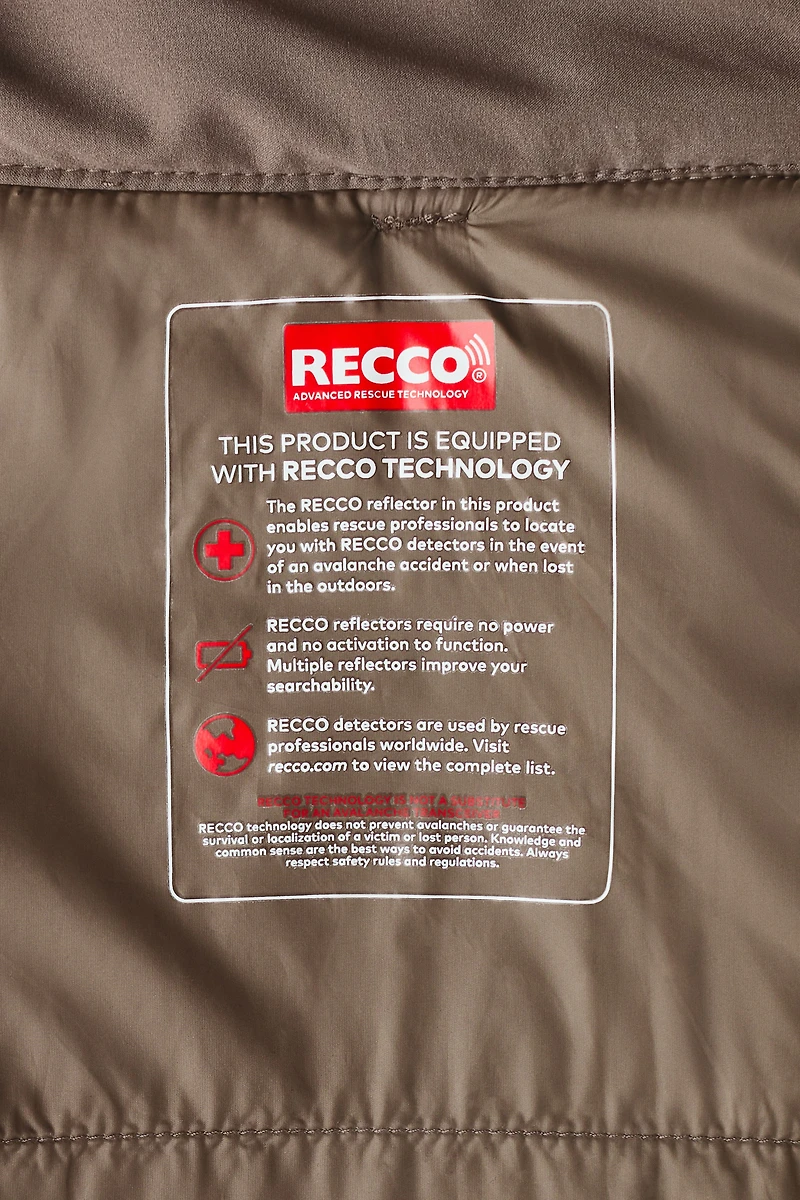 RECCO®
ADVANCED RESCUE TECHNOLOGY
THIS PRODUCT IS EQUIPPED
WITH RECCO TECHNOLOGY
The RECCO reflector in this product
enables rescue professionals to locate
you with RECCO detectors in the event
of an avalanche accident or when lost
in the outdoors.
RECCO reflectors require no power
and no activation to function.
Multiple reflectors improve your
searchability.
RECCO detectors are used by rescue
professionals worldwide. Visit
recco.com to view the complete list.
RECCO TECHNOLOGY IS NOT A SUBSTITUTE
FOR AN AVALANCHE TRANSCEIVER
RECCO technology does not prevent avalanches or guarantee the
survival or localization of a victim or lost person. Knowledge and
common sense are the best ways to avoid accidents. Always
respect safety rules and regulations.